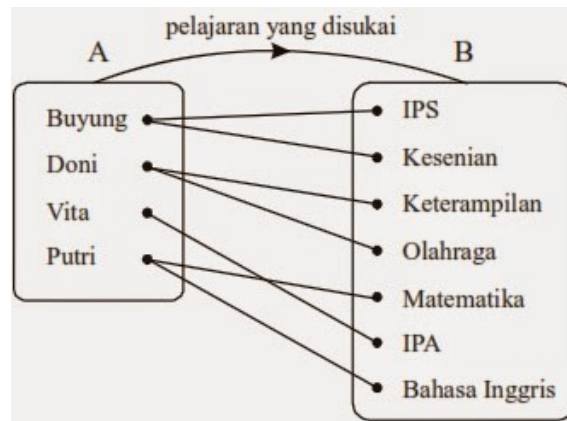 pelajaran yang disukai
A
B
Buyung
Doni
Vita
Putri
IPS
Kesenian
Keterampilan
Olahraga
Matematika
IPA
Bahasa Inggris